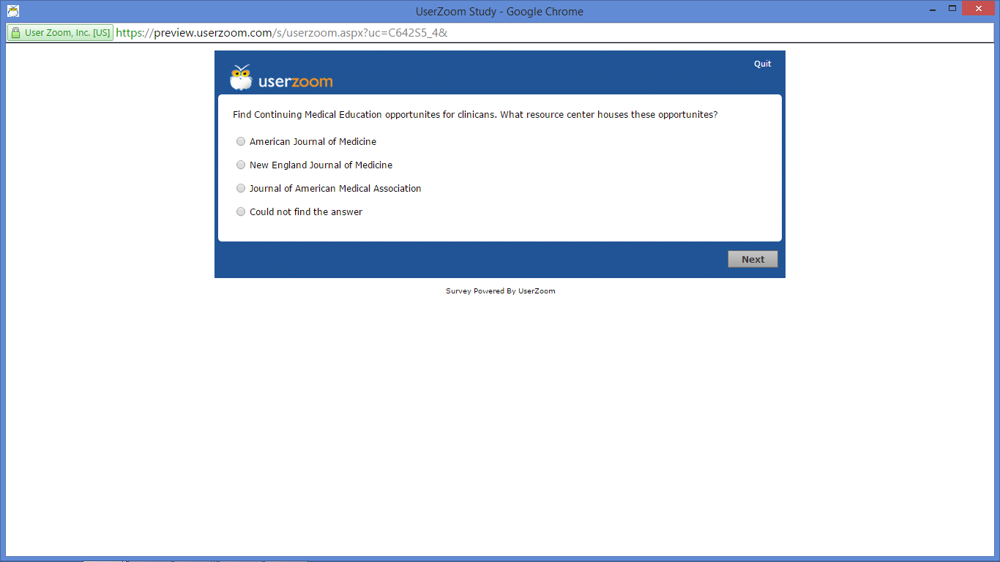 UserZoom Study - Google Chrome
User Zoom, Inc. [US] https://preview.userzoom.com/s/userzoom.aspx?uc=C642S5_4&
Quit
userzoom
Find Continuing Medical Education opportunites for clinicans. What resource center houses these opportunites?
American Journal of Medicine
New England Journal of Medicine
Journal of American Medical Association
Could not find the answer
Next
Survey Powered By UserZoom